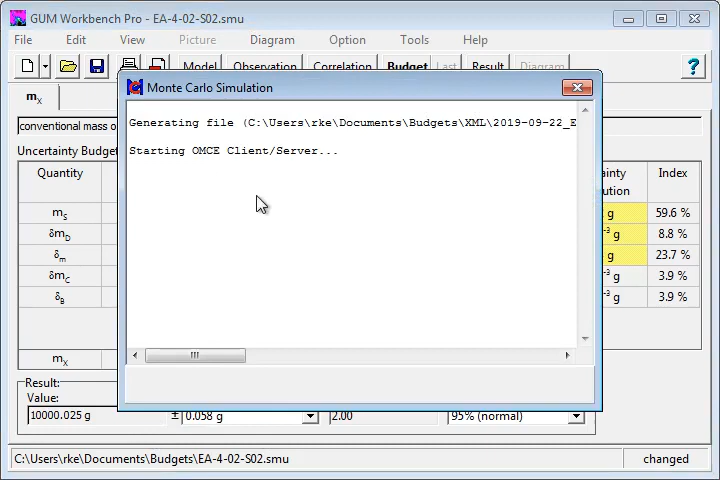 GUM Workbench Pro - EA-4-02-S02.smu
File Edit View Diagram Option Tools Help
Model Observation Correlation Budget Last Result Diagram ?
mX
Monte Carlo Simulation
conventional mass o
Generating file (C:\Users\rke\Documents\Budgets\XML\2019-09-22_E
Starting OMCE Client/Server...
Uncertainty Budge
Quantity
Index
mS g 59.6 %
δmD -3 g 8.8 %
δm g 23.7 %
δmC -3 g 3.9 %
δB -3 g 3.9 %
mX
Result:
Value:
10000.025 g ± 0.058 g 2.00 95% (normal)
C:\Users\rke\Documents\Budgets\EA-4-02-S02.smu changed